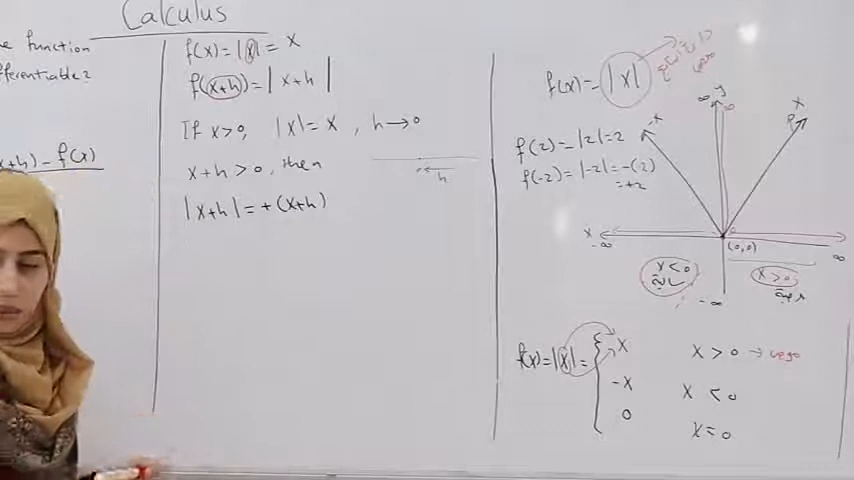 Calculus
e function
fferentiable?
x+h) - f(x)
f(x) = |x| = x
f(x+h) = | x+h |
If x>0, |x| = x , h→0
x+h >0, then
h
|x+h| = +(x+h)
f(x) = |x|
f(2) = |2| = 2
f(-2) = |-2| = -(2)
= +2
-x
∞ y ∞
x
x
-∞
(0,0)
∞
x<0
x>0
-∞
f(x) = |x| = { x x > 0 →
-x x < 0
0 x = 0